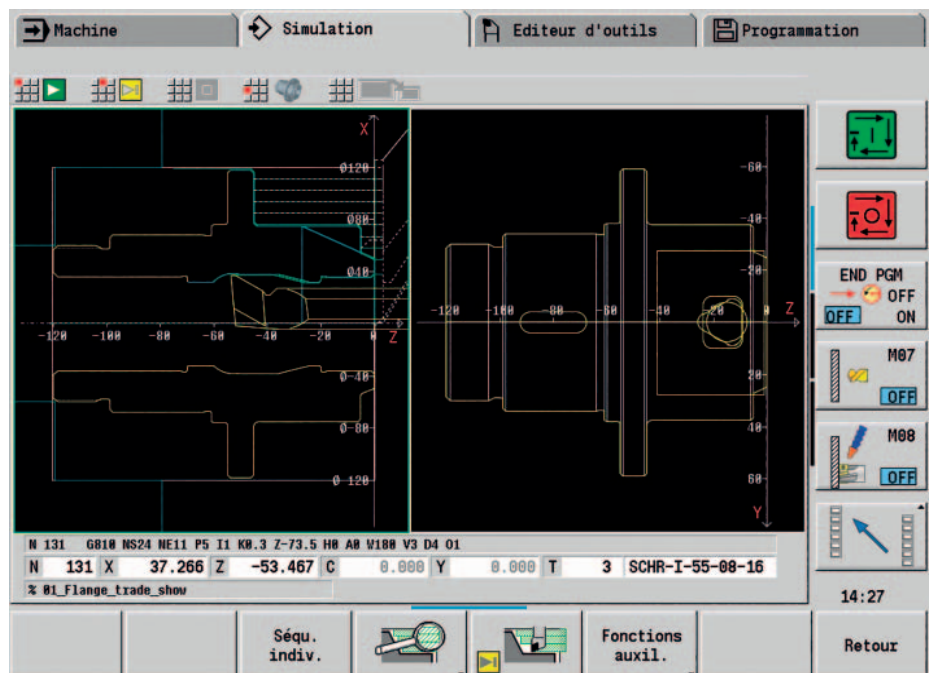 Machine
Simulation
Editeur d'outils
Programmation
X
Ø120
Ø80
Ø40
-120 -100 -80 -60 -40 -20 0 Z
Ø-40
Ø-80
Ø 120
-60
-40
-20
-120 -100 -80 -60 -40 -20 0 Z
20
40
60
Y
END PGM
OFF
OFF ON
M07
OFF
M08
OFF
N 131 G810 NS24 NE11 P5 I1 K0.3 Z-73.5 H0 A0 W180 V3 D4 O1
N 131 X 37.266 Z -53.467 C 0.000 Y 0.000 T 3 SCHR-I-55-08-16
% 01_Flange_trade_show
14:27
Séqu. indiv.
Fonctions auxil.
Retour